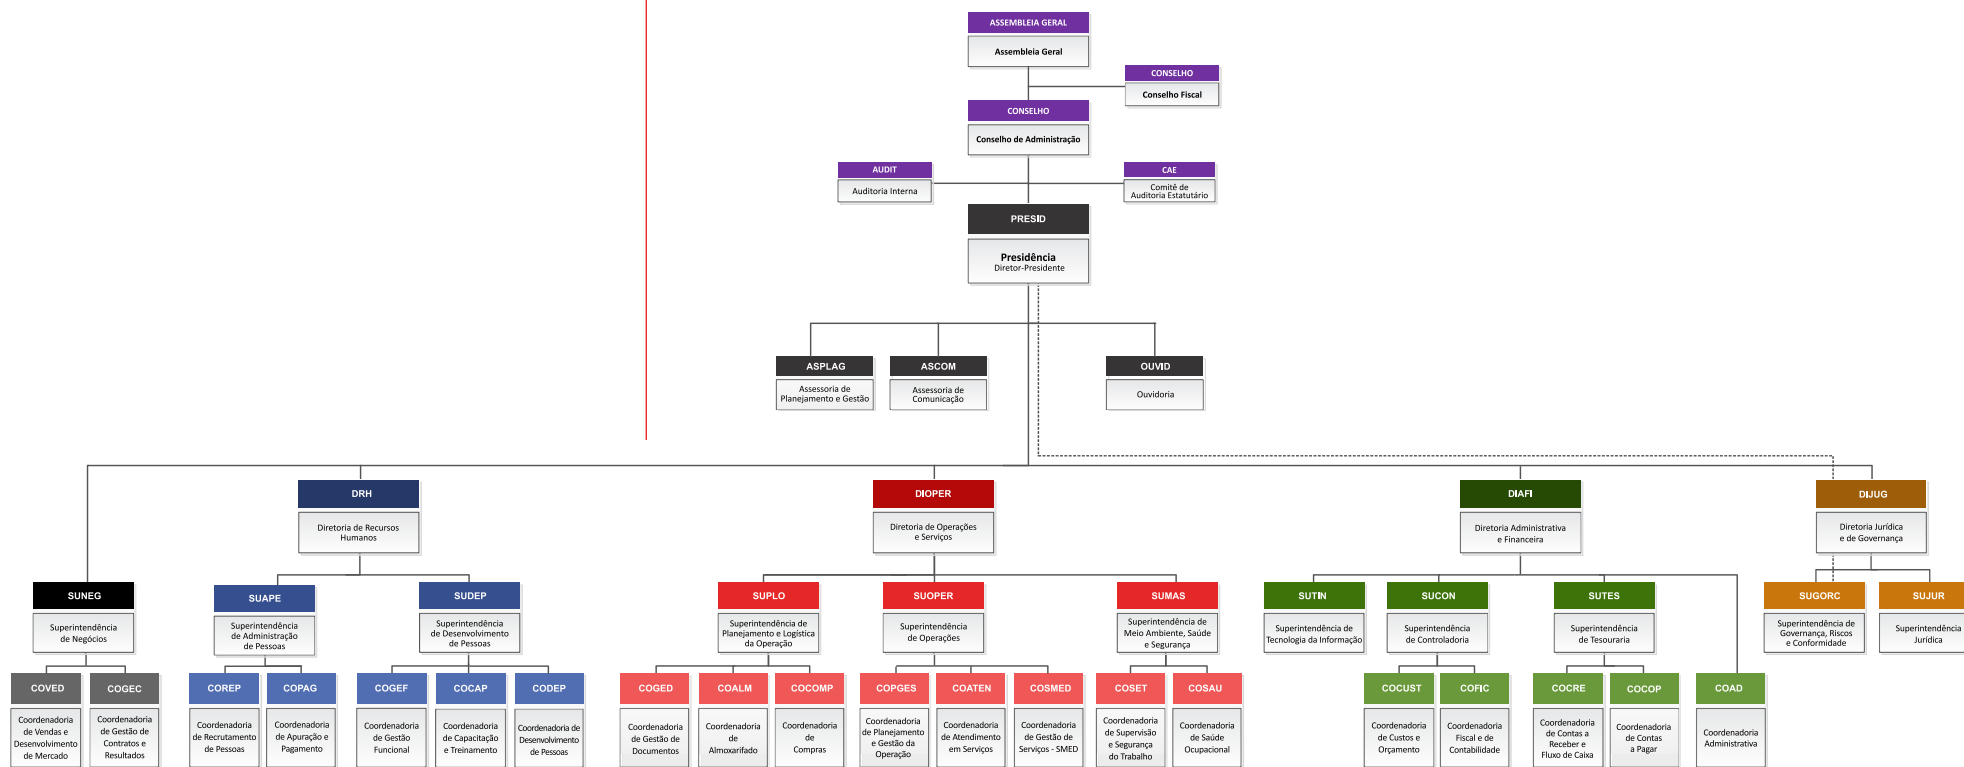 ASSEMBLEIA GERAL
Assembleia Geral
CONSELHO
Conselho Fiscal
CONSELHO
Conselho de Administração
AUDIT
Auditoria Interna
CAE
Comitê de
Auditoria Estatutário
PRESID
Presidência
Diretor-Presidente
ASPLAG
Assessoria de
Planejamento e Gestão
ASCOM
Assessoria de
Comunicação
OUVID
Ouvidoria
DRH
Diretoria de Recursos
Humanos
DIOPER
Diretoria de Operações
e Serviços
DIAFI
Diretoria Administrativa
e Financeira
DIJUG
Diretoria Jurídica
e de Governança
SUNEG
Superintendência
de Negócios
SUAPE
Superintendência
de Administração
de Pessoas
SUDEP
Superintendência
de Desenvolvimento
de Pessoas
SUPLO
Superintendência de
Planejamento e Logística
da Operação
SUOPER
Superintendência
de Operações
SUMAS
Superintendência de
Meio Ambiente, Saúde
e Segurança
SUTIN
Superintendência de
Tecnologia da Informação
SUCON
Superintendência
de Controladoria
SUTES
Superintendência
de Tesouraria
SUGORC
Superintendência de
Governança, Riscos
e Conformidade
SUJUR
Superintendência
Jurídica
COVED
Coordenadoria
de Vendas e
Desenvolvimento
de Mercado
COGEC
Coordenadoria
de Gestão de
Contratos e
Resultados
COREP
Coordenadoria
de Recrutamento
de Pessoas
COPAG
Coordenadoria
de Apuração e
Pagamento
COGEF
Coordenadoria
de Gestão
Funcional
COCAP
Coordenadoria
de Capacitação
e Treinamento
CODEP
Coordenadoria de
Desenvolvimento
de Pessoas
COGED
Coordenadoria
de Gestão de
Documentos
COALM
Coordenadoria
de
Almoxarifado
COCOMP
Coordenadoria
de
Compras
COPGES
Coordenadoria
de Planejamento
e Gestão da
Operação
COATEN
Coordenadoria
de Atendimento
em Serviços
COSMED
Coordenadoria
de Gestão de
Serviços - SMED
COSET
Coordenadoria
de Supervisão
e Segurança
do Trabalho
COSAU
Coordenadoria
de Saúde
Ocupacional
COCUST
Coordenadoria
de Custos e
Orçamento
COFIC
Coordenadoria
Fiscal e de
Contabilidade
COCRE
Coordenadoria
de Contas a
Receber e
Fluxo de Caixa
COCOP
Coordenadoria
de Contas
a Pagar
COAD
Coordenadoria
Administrativa